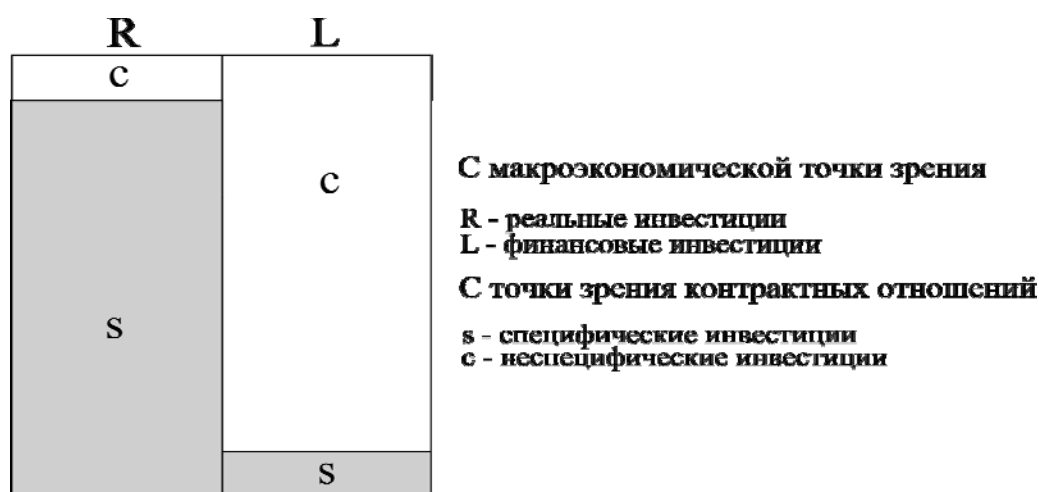 R L
c
c
s
s
С макроэкономической точки зрения
R - реальные инвестиции
L - финансовые инвестиции
С точки зрения контрактных отношений
s - специфические инвестиции
c - неспецифические инвестиции